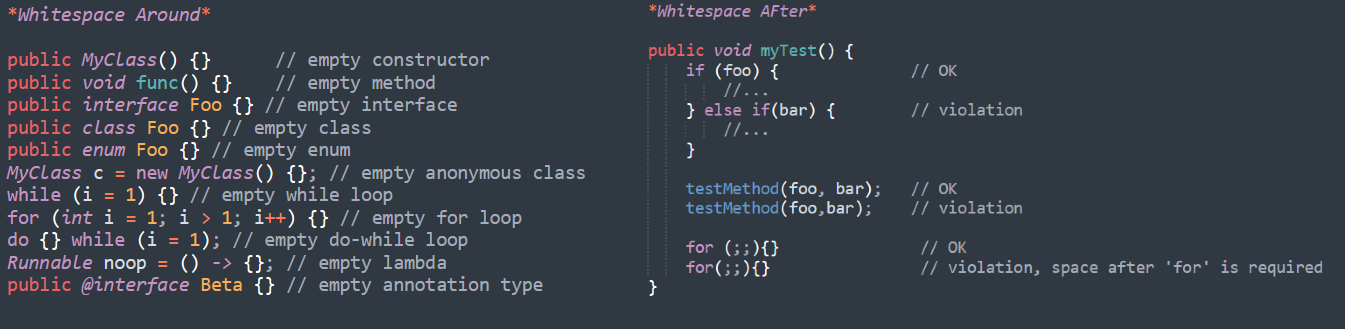 *Whitespace Around*
public MyClass() {}      // empty constructor
public void func() {}    // empty method
public interface Foo {} // empty interface
public class Foo {} // empty class
public enum Foo {} // empty enum
MyClass c = new MyClass() {}; // empty anonymous class
while (i = 1) {} // empty while loop
for (int i = 1; i > 1; i++) {} // empty for loop
do {} while (i = 1); // empty do-while loop
Runnable noop = () -> {}; // empty lambda
public @interface Beta {} // empty annotation type
*Whitespace AFter*
public void myTest() {
    if (foo) {              // OK
        //...
    } else if(bar) {        // violation
        //...
    }
    testMethod(foo, bar);   // OK
    testMethod(foo,bar);    // violation
    for (;;){}               // OK
    for(;;){}                // violation, space after 'for' is required
}